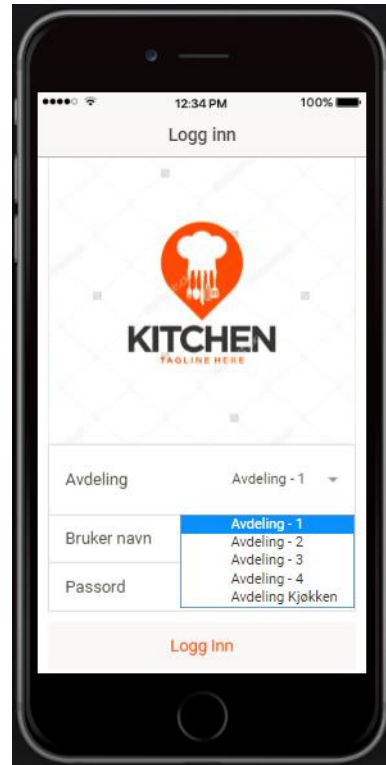 12:34 PM 100%
Logg inn
KITCHEN
TAGLINE HERE
Avdeling Avdeling - 1
Avdeling - 1
Bruker navn Avdeling - 2
Avdeling - 3
Passord Avdeling - 4
Avdeling Kjøkken
Logg Inn